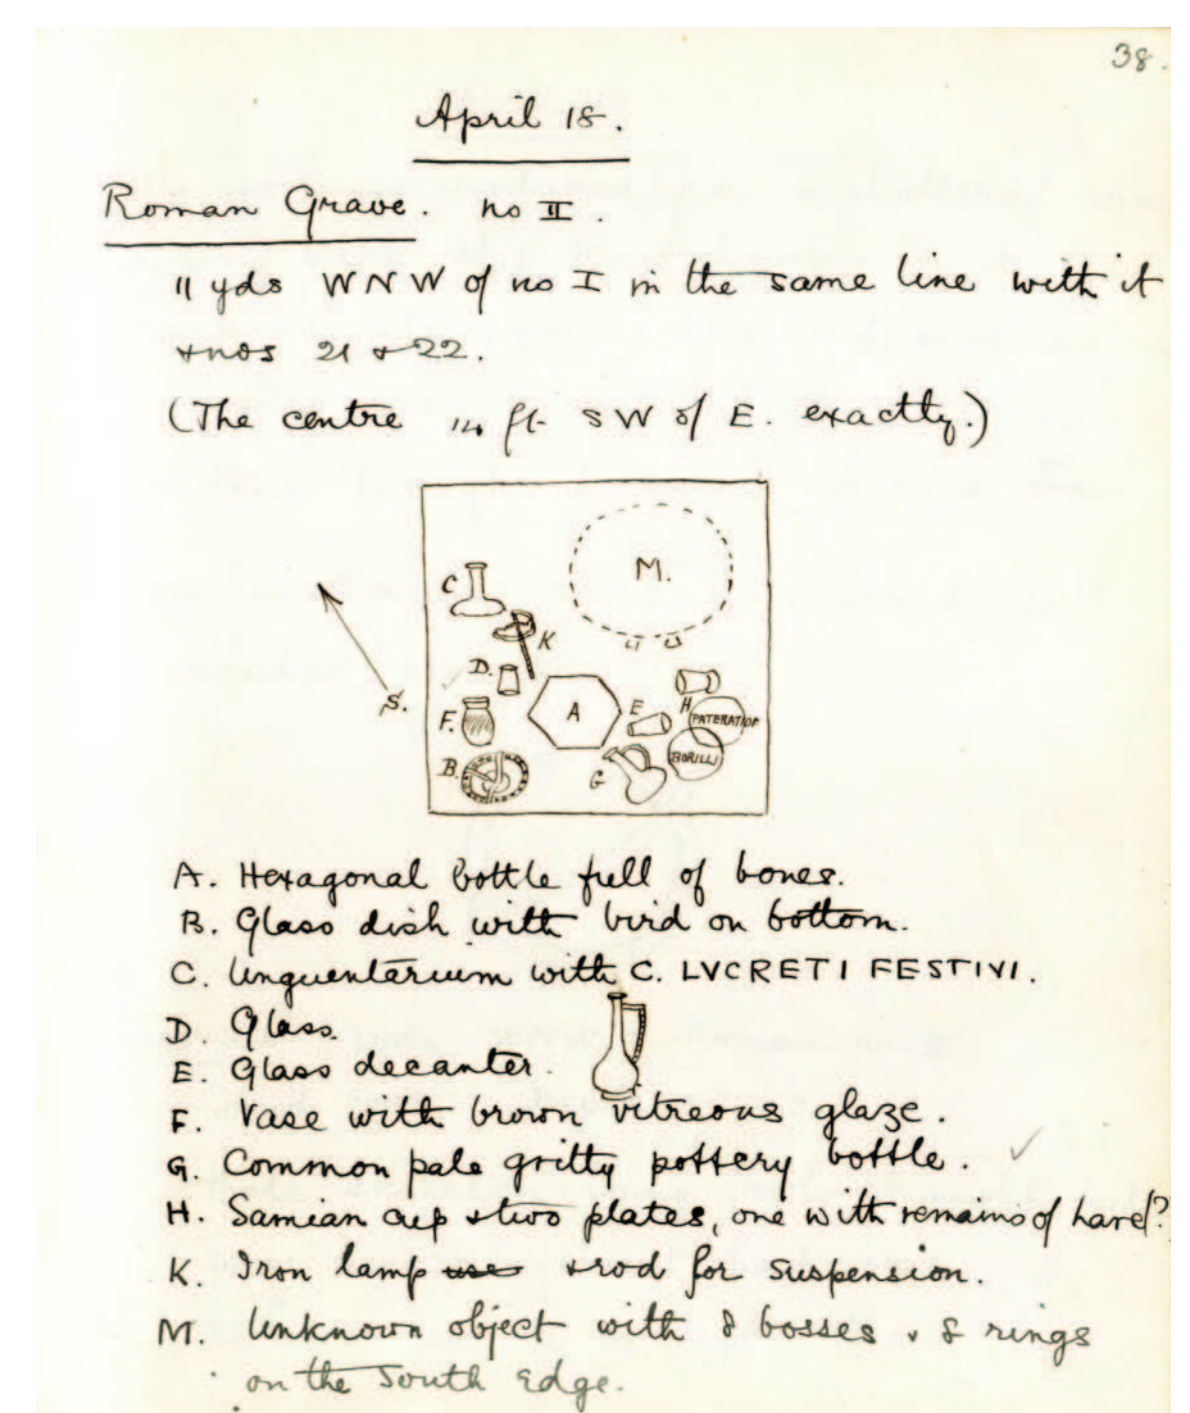 38.
April 18.
Roman Grave. no II.
11 yds WNW of no I in the same line with it
& nos 21 & 22.
(The centre 14 ft SW of E. exactly.)
M.
C
K
D.
S.
F.
A
E
H
PATERATI OF
B.
G
BORILLI
A. Hexagonal bottle full of bones.
B. Glass dish with bird on bottom.
C. Unguentarium with C. LVCRETI FESTIVI.
D. Glass.
E. Glass decanter.
F. Vase with brown vitreous glaze.
G. Common pale gritty pottery bottle.
H. Samian cup & two plates, one with remains of hare?
K. Iron lamp use & rod for suspension.
M. Unknown object with 8 bosses & 8 rings
on the South Edge.